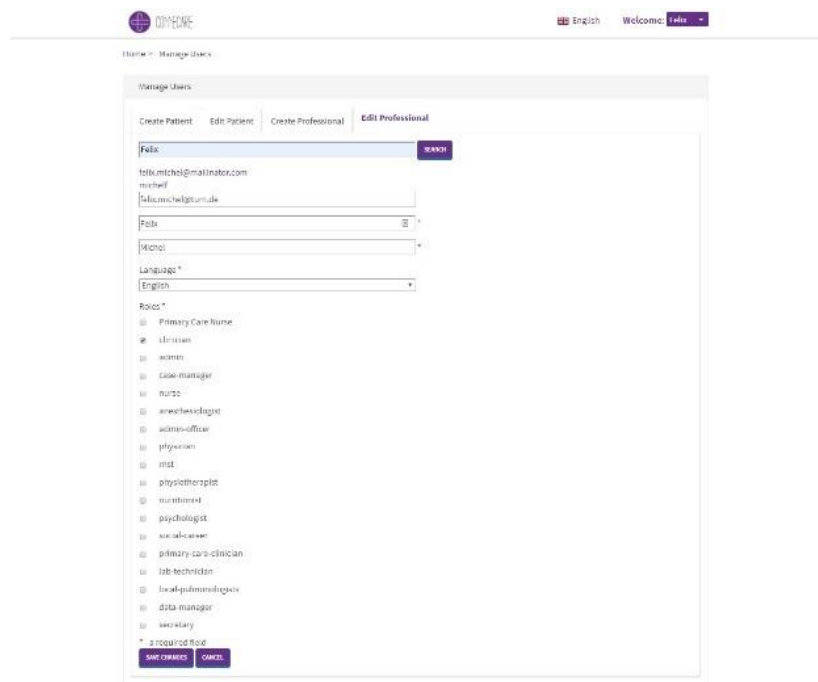 CONNECARE
English Welcome: Felix
Home > Manage Users
Manage Users
Create Patient Edit Patient Create Professional Edit Professional
Felix SEARCH
felix.michel@mailinator.com
michelf
felix.michel@tum.de
Felix *
Michel *
Language *
English
Roles *
Primary Care Nurse
clinician
admin
case-manager
nurse
anesthesiologist
admin-officer
physician
mst
physiotherapist
nutritionist
psychologist
social-career
primary-care-clinician
lab-technician
local-pulmonologists
data-manager
secretary
* - a required field
SAVE CHANGES CANCEL